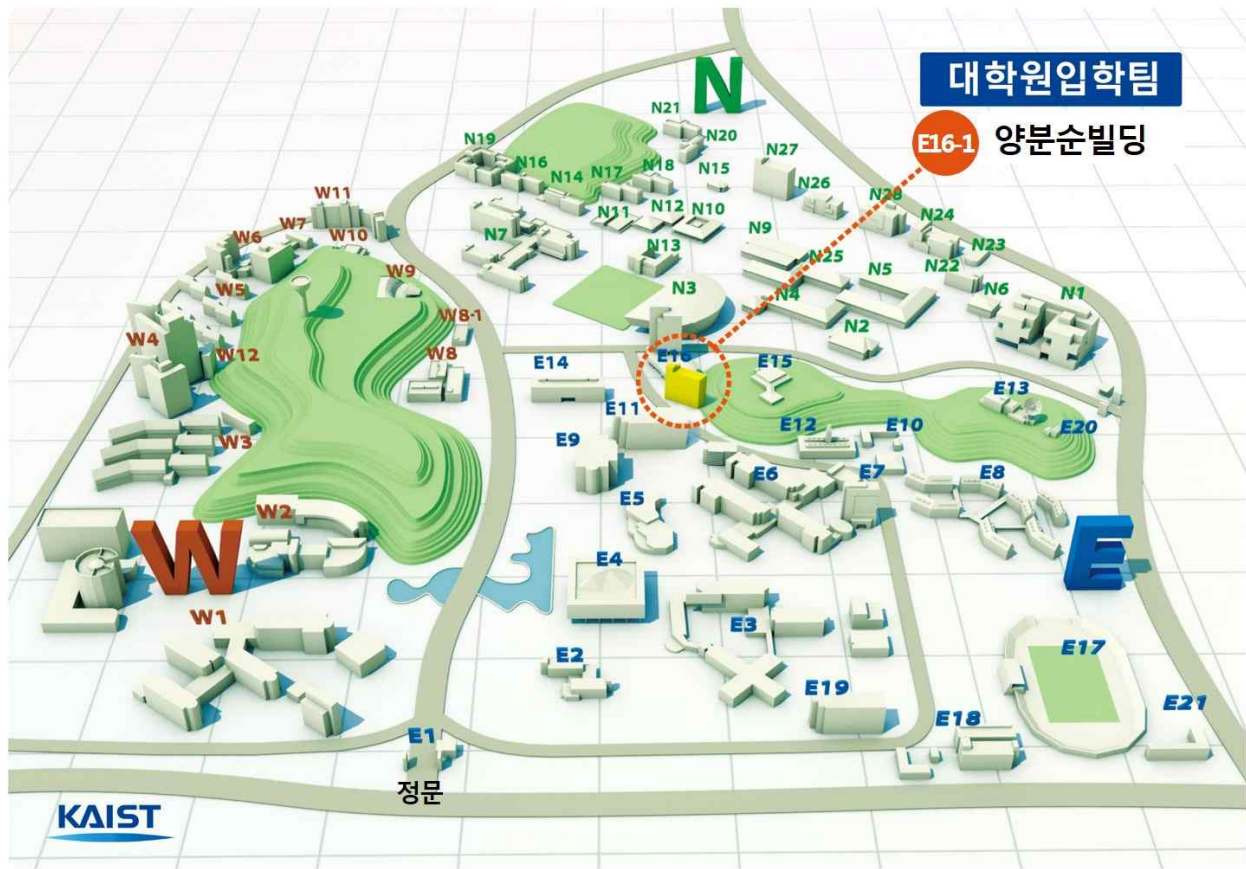 N
대학원입학팀
E16-1 양분순빌딩
N21
N20
N19
N16
N14
N17
N18
N15
N27
N26
N28
N24
N23
N22
N11
N12
N10
N7
N13
N9
N25
N5
N4
N6
N1
N3
N2
W11
W7
W10
W6
W9
W5
W8-1
W4
W12
W8
W3
W2
W
W1
E14
E16
E15
E13
E20
E11
E12
E10
E9
E6
E7
E8
E5
E4
E
E3
E2
E17
E19
E18
E21
E1
정문
KAIST